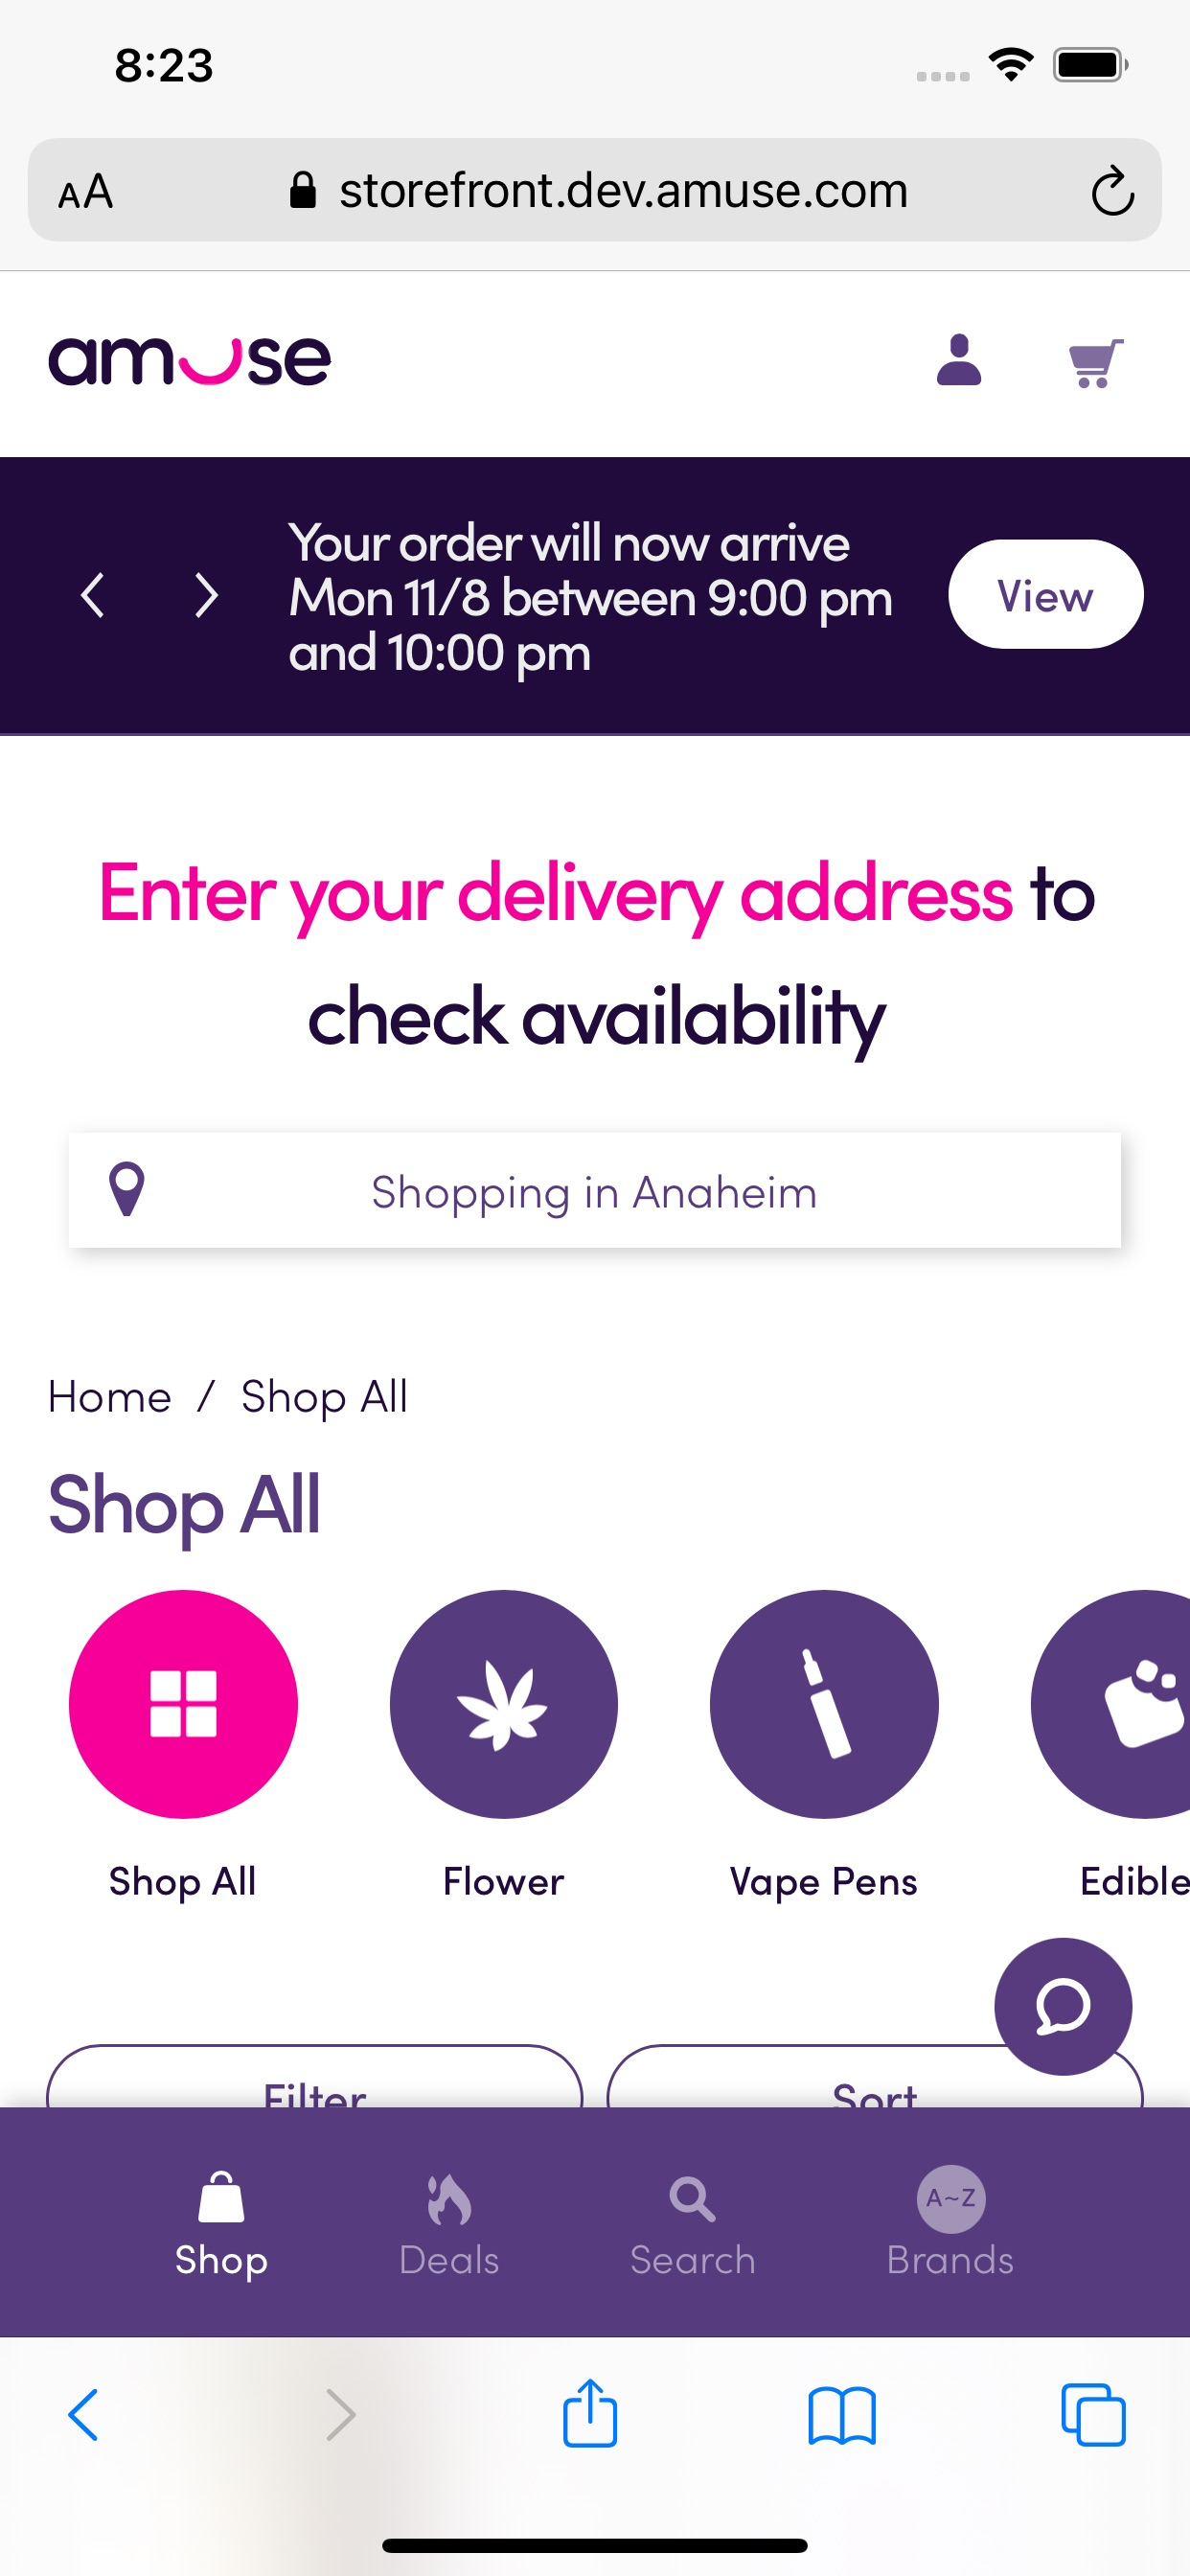 8:23
AA
storefront.dev.amuse.com
amuse
Your order will now arrive
Mon 11/8 between 9:00 pm
and 10:00 pm
View
Enter your delivery address to
check availability
Shopping in Anaheim
Home / Shop All
Shop All
Shop All
Flower
Vape Pens
Edible
Filter
Sort
A~Z
Shop
Deals
Search
Brands